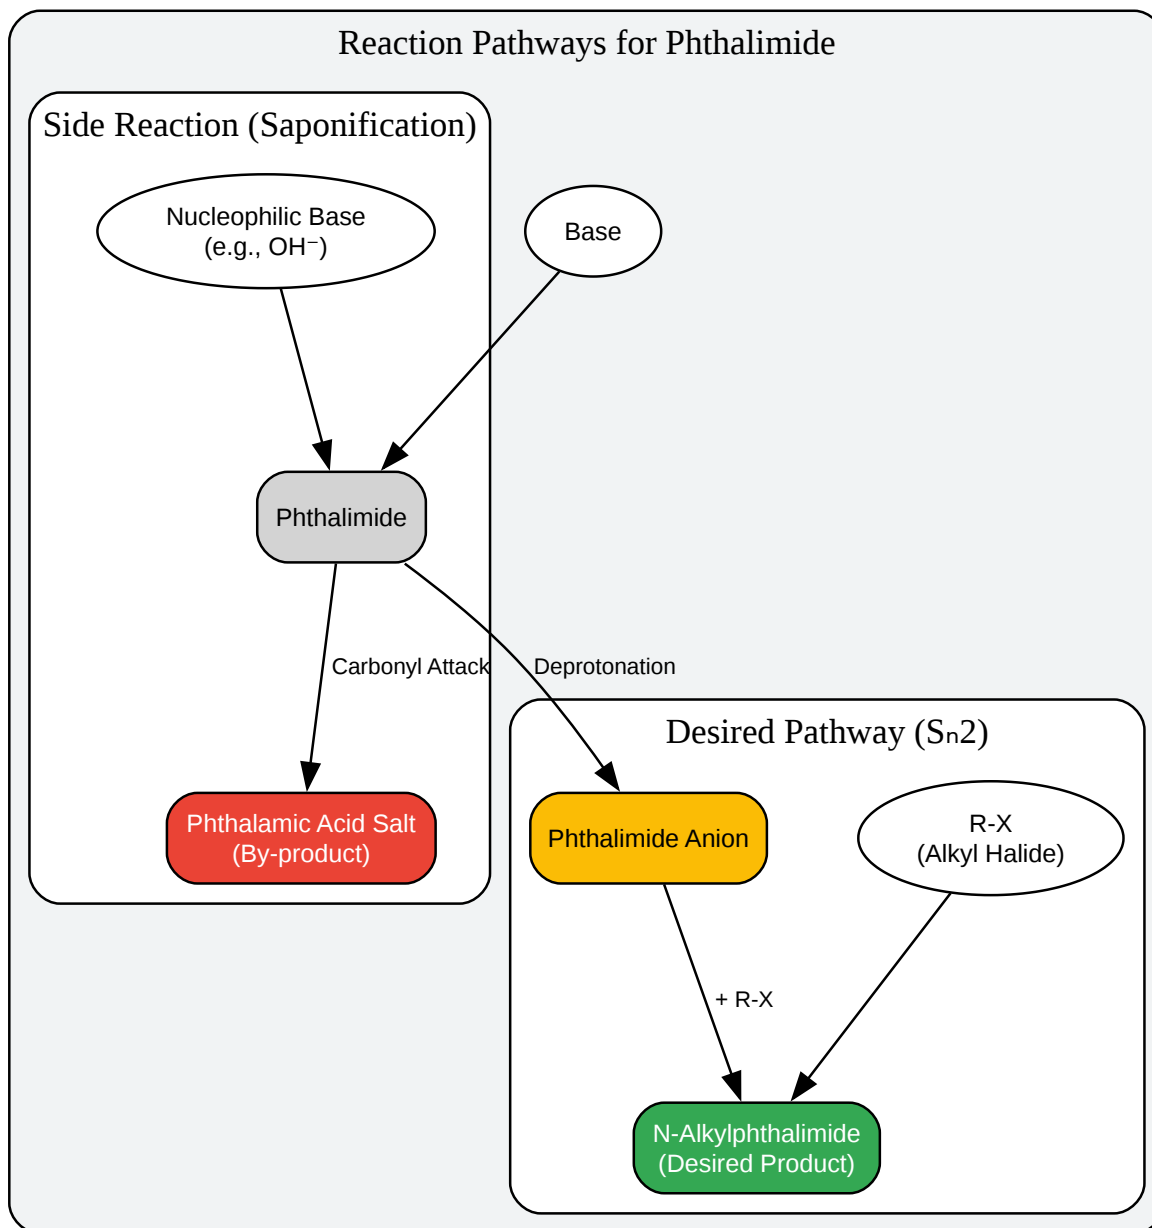 Reaction Pathways for Phthalimide
Side Reaction (Saponification)
Nucleophilic Base
(e.g., OH⁻)
Base
Phthalimide
Carbonyl Attack
Deprotonation
Desired Pathway (Sₙ2)
Phthalamic Acid Salt
(By-product)
Phthalimide Anion
R-X
(Alkyl Halide)
+ R-X
N-Alkylphthalimide
(Desired Product)